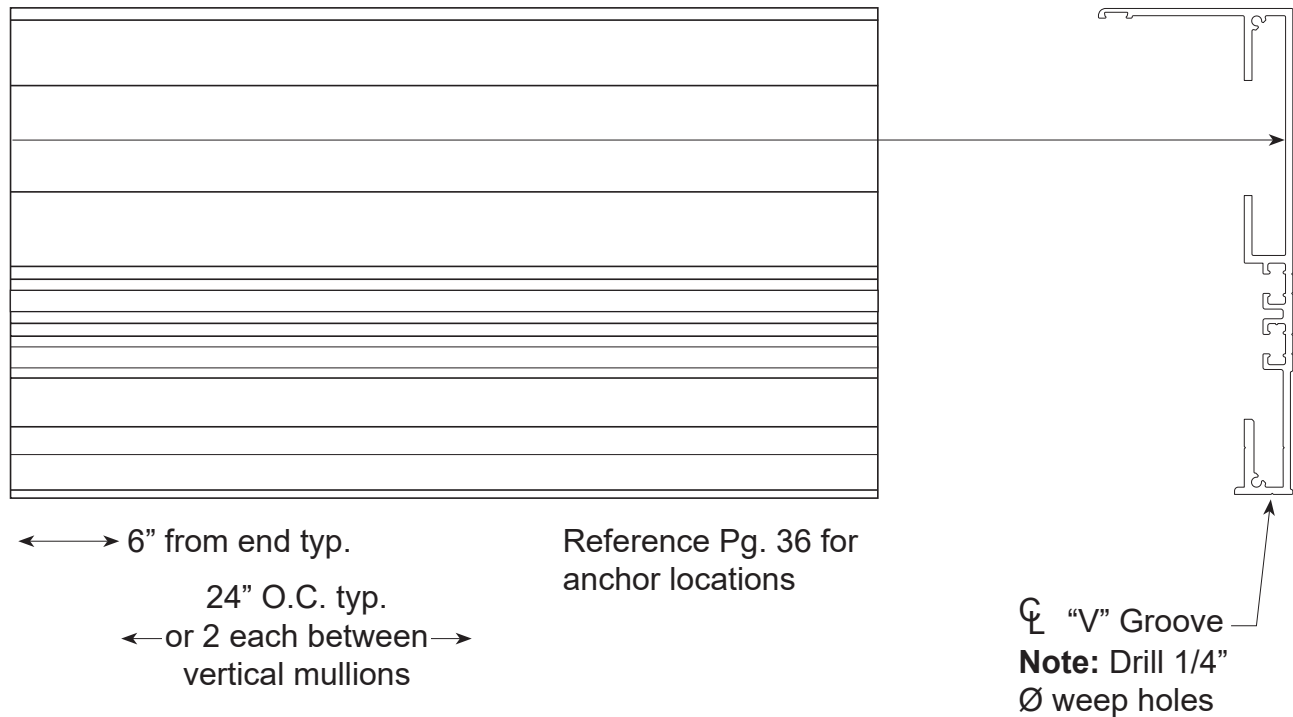 6” from end typ.
24” O.C. typ.
or 2 each between
vertical mullions
Reference Pg. 36 for
anchor locations
℄ “V” Groove
Note: Drill 1/4”
Ø weep holes